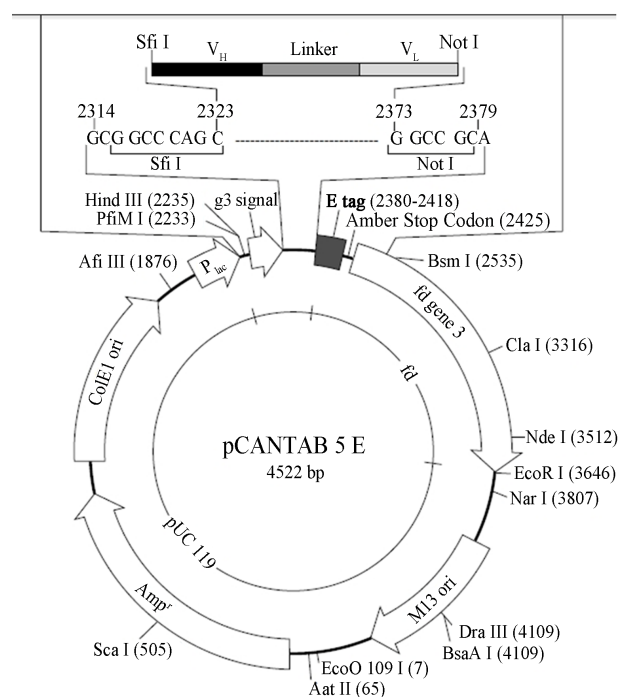 Sfi I V_H Linker V_L Not I
2314 2323 2373 2379
GCG GCC CAG C G GCC GCA
Sfi I Not I
Hind III (2235) g3 signal E tag (2380-2418)
PfiM I (2233) Amber Stop Codon (2425)
Afi III (1876) P_lac Bsm I (2535)
fd gene 3
ColE1 ori fd Cla I (3316)
pCANTAB 5 E
4522 bp
Nde I (3512)
EcoR I (3646)
Nar I (3807)
pUC 119
Amp^r M13 ori
Sca I (505) Dra III (4109)
BsaA I (4109)
EcoO 109 I (7)
Aat II (65)